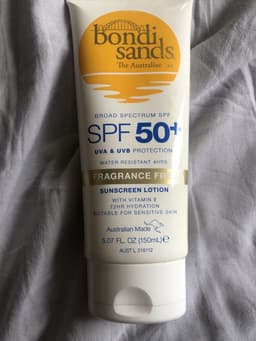 bondi
sands
The Australian
BROAD SPECTRUM SPF
SPF 50+
UVA & UVB PROTECTION
WATER RESISTANT 4HRS
FRAGRANCE
SUNSCREEN LOTION
WITH VITAMIN E
72HR HYDRATION
SUITABLE FOR SENSITIVE SKIN
Australian Made
5.07 FL. OZ (150mL) e
AUST L